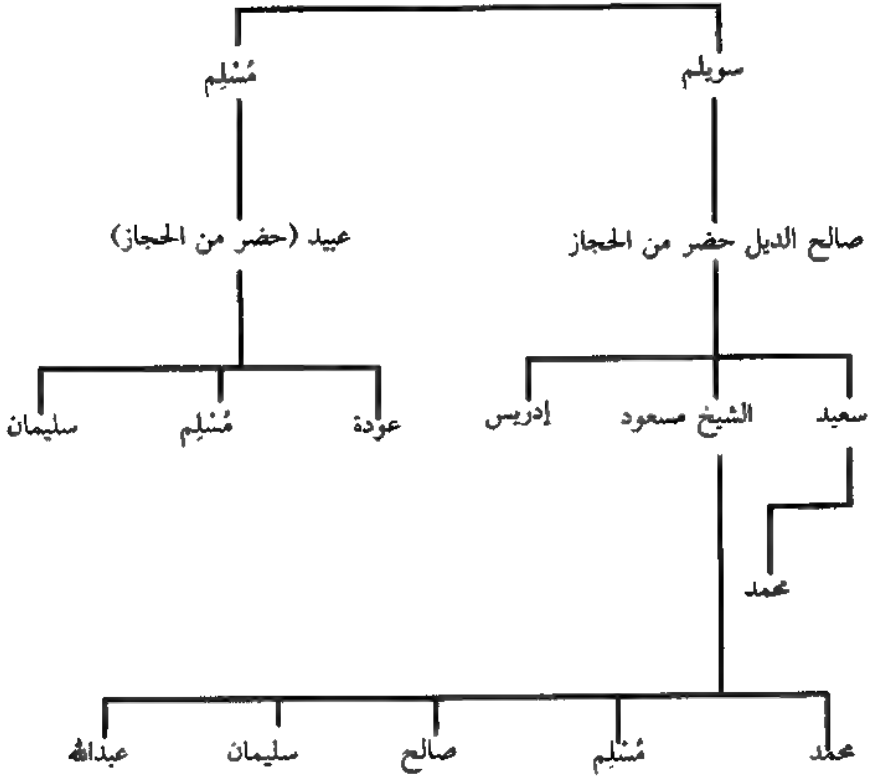 سويلم مُسْلِم
صالح الديل حضر من الحجاز عبيد (حضر من الحجاز)
سعيد الشيخ مسعود إدريس عودة مُسْلِم سليمان
محمد
محمد مُسْلِم صالح سليمان عبدالله